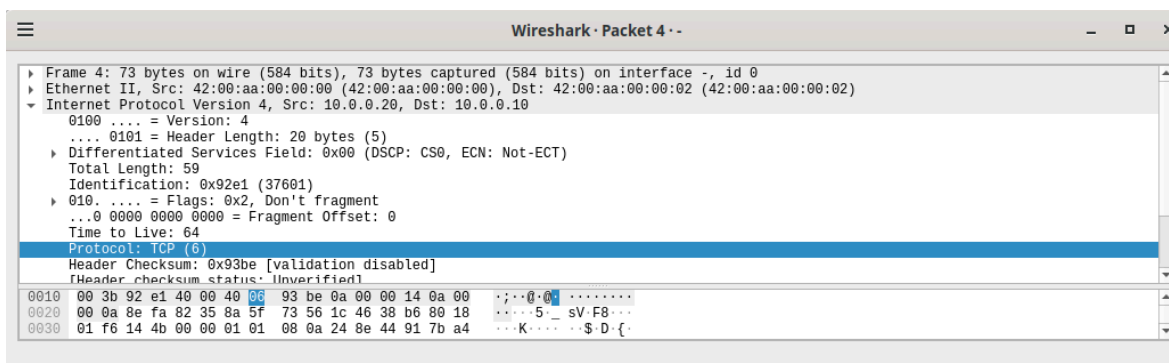 Wireshark · Packet 4 · -
Frame 4: 73 bytes on wire (584 bits), 73 bytes captured (584 bits) on interface -, id 0
Ethernet II, Src: 42:00:aa:00:00:00 (42:00:aa:00:00:00), Dst: 42:00:aa:00:00:02 (42:00:aa:00:00:02)
Internet Protocol Version 4, Src: 10.0.0.20, Dst: 10.0.0.10
0100 .... = Version: 4
.... 0101 = Header Length: 20 bytes (5)
Differentiated Services Field: 0x00 (DSCP: CS0, ECN: Not-ECT)
Total Length: 59
Identification: 0x92e1 (37601)
010. .... = Flags: 0x2, Don't fragment
...0 0000 0000 0000 = Fragment Offset: 0
Time to Live: 64
Protocol: TCP (6)
Header Checksum: 0x93be [validation disabled]
[Header checksum status: Unverified]
0010 00 3b 92 e1 40 00 40 06 93 be 0a 00 00 14 0a 00 ·;··@·@· ········
0020 00 0a 8e fa 82 35 8a 5f 73 56 1c 46 38 b6 80 18 ·····5·_ sV·F8···
0030 01 f6 14 4b 00 00 01 01 08 0a 24 8e 44 91 7b a4 ···K···· ··$·D·{·